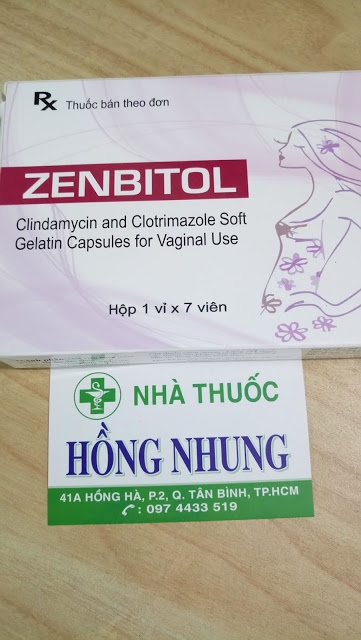 Rx Thuốc bán theo đơn
ZENBITOL
Clindamycin and Clotrimazole Soft
Gelatin Capsules for Vaginal Use
Hộp 1 vỉ x 7 viên
NHÀ THUỐC
HỒNG NHUNG
41A HỒNG HÀ, P.2, Q. TÂN BÌNH, TP.HCM
: 097 4433 519